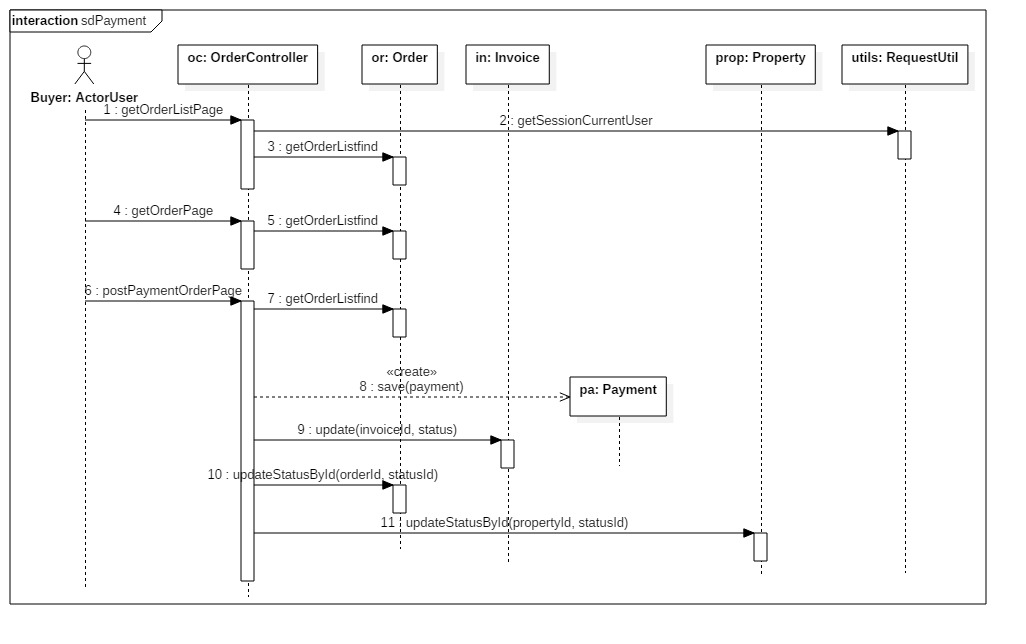 interaction sdPayment
oc: OrderController
or: Order
in: Invoice
prop: Property
utils: RequestUtil
Buyer: ActorUser
1 : getOrderListPage
2 : getSessionCurrentUser
3 : getOrderListfind
4 : getOrderPage
5 : getOrderListfind
6 : postPaymentOrderPage
7 : getOrderListfind
«create»
8 : save(payment)
pa: Payment
9 : update(invoiceId, status)
10 : updateStatusById(orderId, statusId)
11 : updateStatusById(propertyId, statusId)